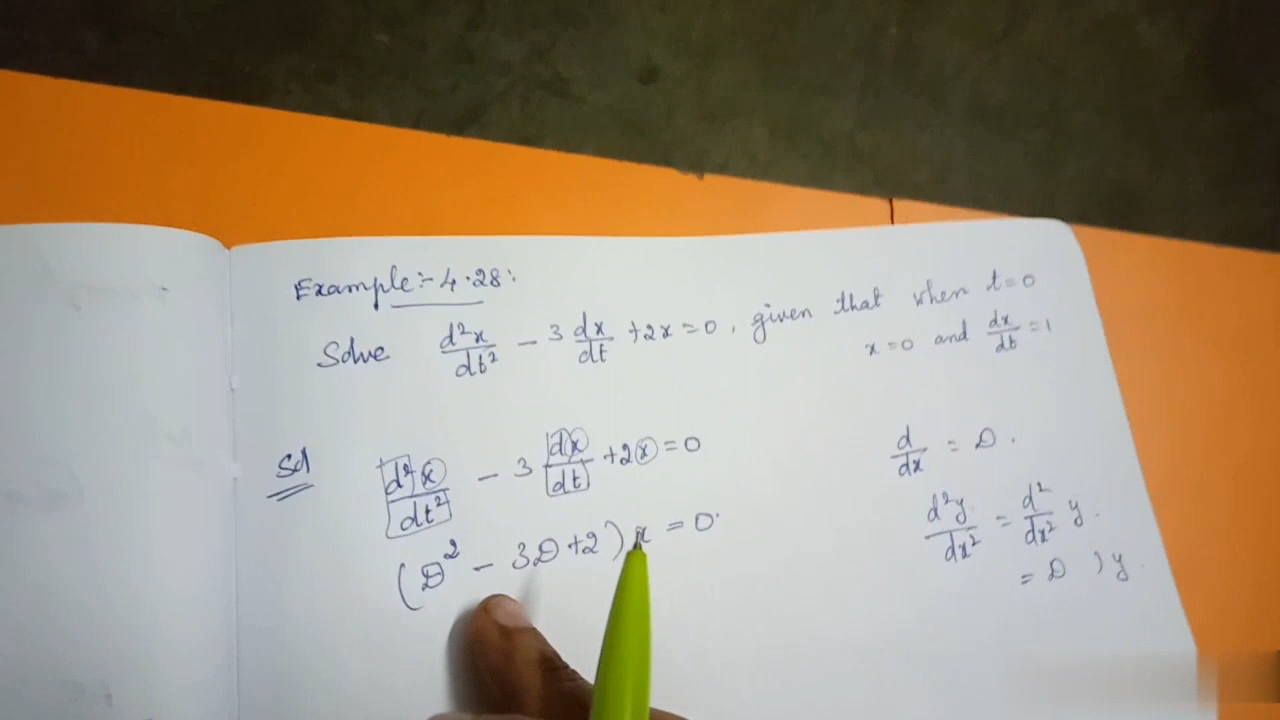 Example:- 4.28:
Solve d²x/dt² - 3 dx/dt + 2x = 0, given that when t = 0
x = 0 and dx/dt = 1
Sol d²x/dt² - 3 dx/dt + 2x = 0
(D² - 3D + 2) x = 0.
d/dx = D.
d²y/dx² = d²/dx² y.
= D ) y.